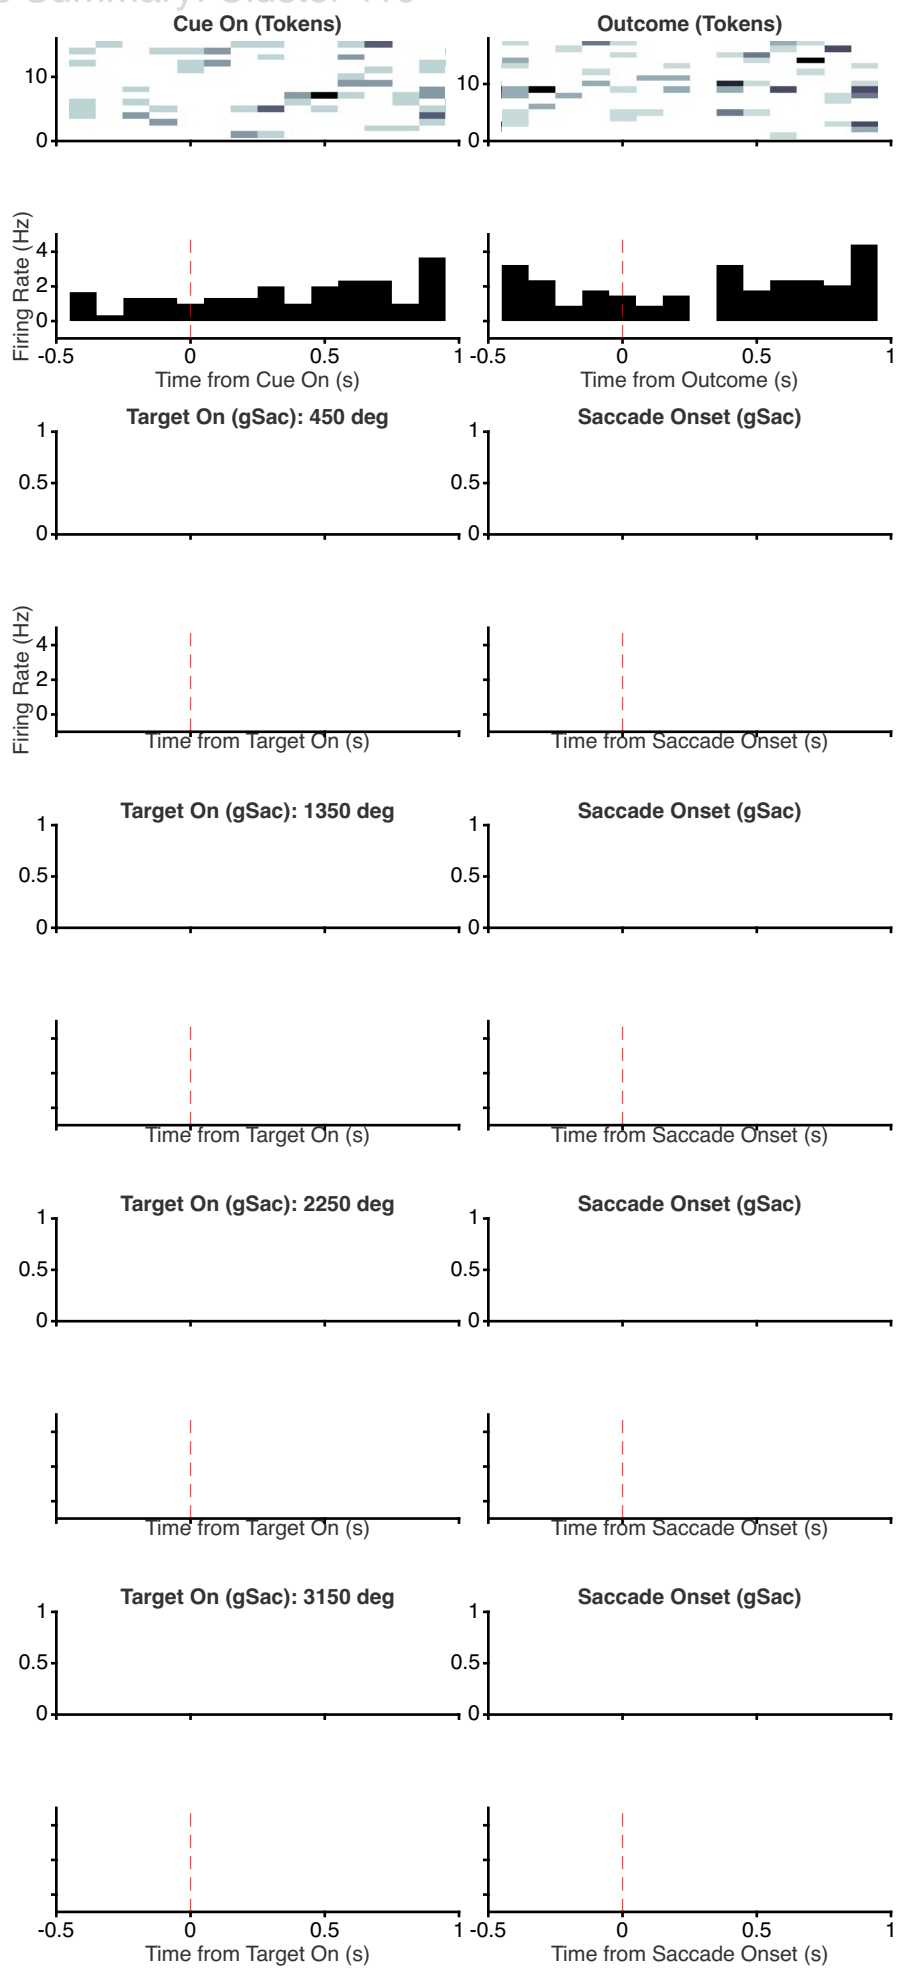 Summary: Cluster
Cue On (Tokens) Outcome (Tokens)
10 10
0 0
Firing Rate (Hz)
4
2
0
-0.5 0 0.5 1 -0.5 0 0.5 1
Time from Cue On (s) Time from Outcome (s)
Target On (gSac): 450 deg Saccade Onset (gSac)
1 1
0.5 0.5
0 0
Firing Rate (Hz)
4
2
0
Time from Target On (s) Time from Saccade Onset (s)
Target On (gSac): 1350 deg Saccade Onset (gSac)
1 1
0.5 0.5
0 0
Time from Target On (s) Time from Saccade Onset (s)
Target On (gSac): 2250 deg Saccade Onset (gSac)
1 1
0.5 0.5
0 0
Time from Target On (s) Time from Saccade Onset (s)
Target On (gSac): 3150 deg Saccade Onset (gSac)
1 1
0.5 0.5
0 0
-0.5 0 0.5 1 -0.5 0 0.5 1
Time from Target On (s) Time from Saccade Onset (s)